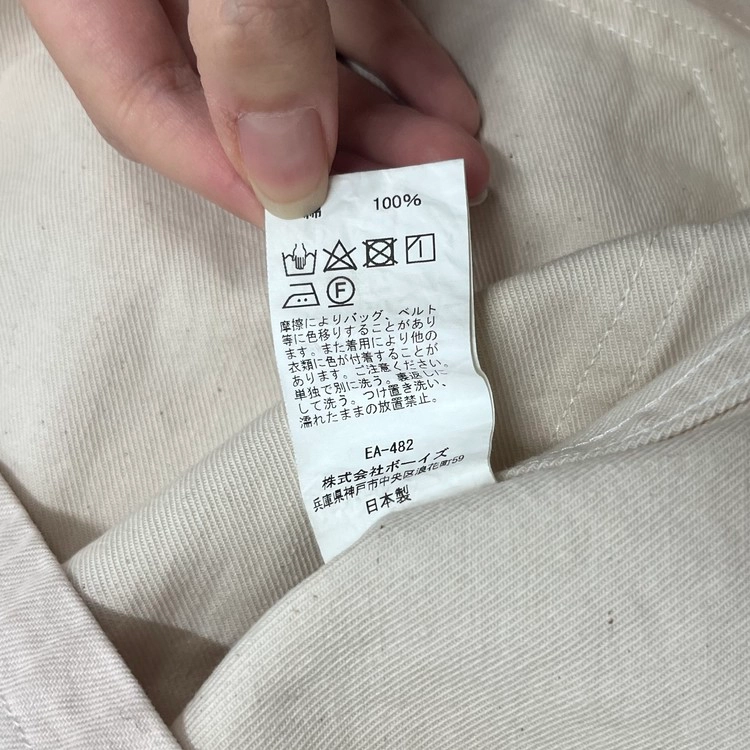 綿 100%
F
摩擦によりバッグ、ベルト
等に色移りすることがあり
ます。また着用により他の
衣類に色が付着することが
あります。ご注意ください。
単独で別に洗う。裏返しに
して洗う。つけ置き洗い、
濡れたままの放置禁止。
EA-482
株式会社ボーイズ
兵庫県神戸市中央区浪花町59
日本製